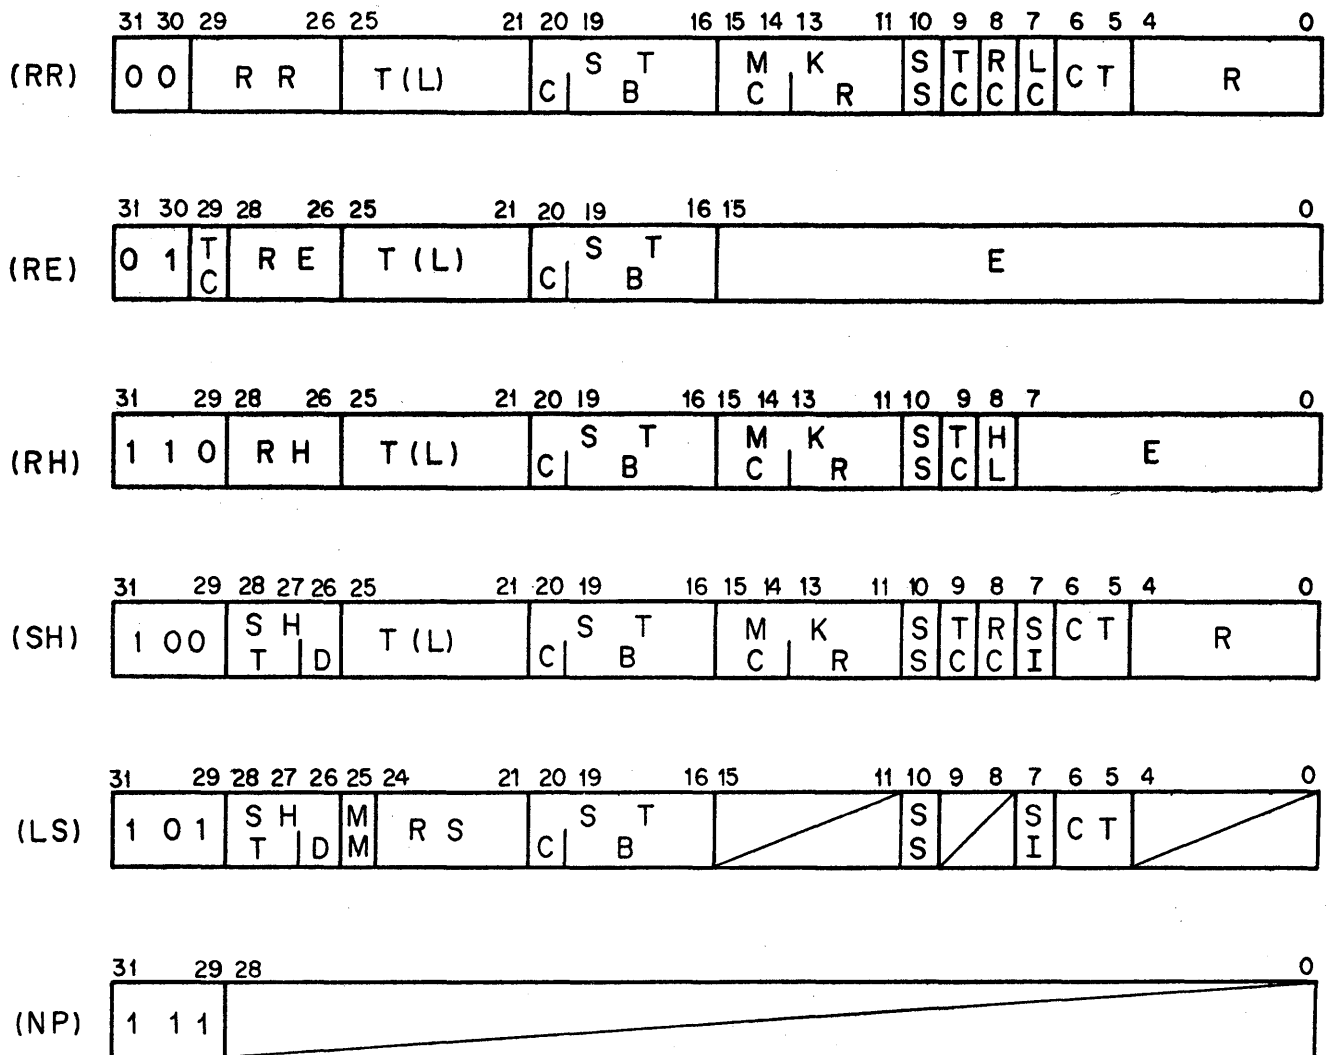 31 30 29 26 25 21 20 19 16 15 14 13 11 10 9 8 7 6 5 4 0
(RR) 0 0 R R T(L) S T M K S T R L C T R
C B C R S C C C
31 30 29 28 26 25 21 20 19 16 15 0
(RE) 0 1 T R E T (L) S T E
C C B
31 29 28 26 25 21 20 19 16 15 14 13 11 10 9 8 7 0
(RH) 1 1 0 R H T (L) S T M K S T H E
C B C R S C L
31 29 28 27 26 25 21 20 19 16 15 14 13 11 10 9 8 7 6 5 4 0
(SH) 1 0 0 S H T (L) S T M K S T R S C T R
T D C B C R S C C I
31 29 28 27 26 25 24 21 20 19 16 15 11 10 9 8 7 6 5 4 0
(LS) 1 0 1 S H M R S S T S S C T
T D M C B S I
31 29 28 0
(NP) 1 1 1